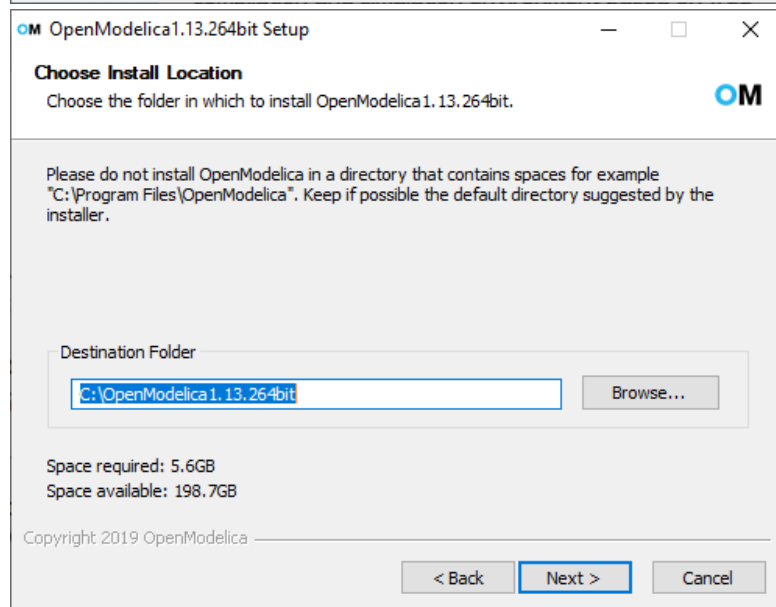 OM OpenModelica1.13.264bit Setup
Choose Install Location
Choose the folder in which to install OpenModelica1.13.264bit.
OM
Please do not install OpenModelica in a directory that contains spaces for example
"C:\Program Files\OpenModelica". Keep if possible the default directory suggested by the
installer.
Destination Folder
C:\OpenModelica1.13.264bit
Browse...
Space required: 5.6GB
Space available: 198.7GB
Copyright 2019 OpenModelica
< Back
Next >
Cancel